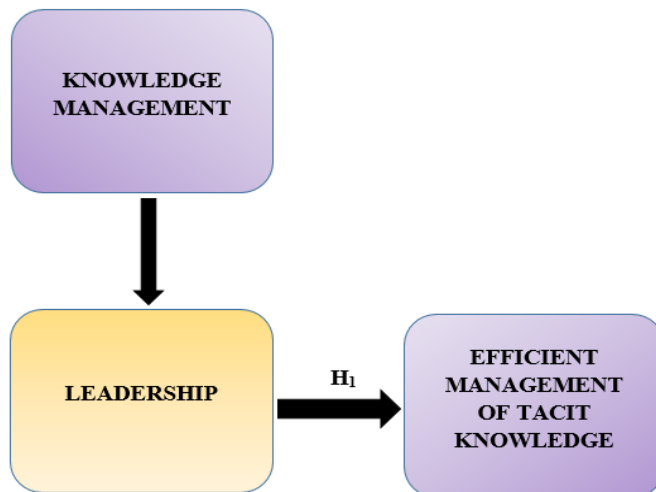 KNOWLEDGE
MANAGEMENT
LEADERSHIP
H₁
EFFICIENT
MANAGEMENT
OF TACIT
KNOWLEDGE